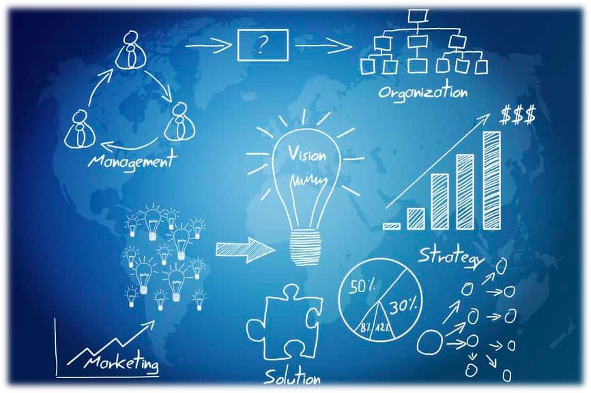 ?
Organization
Management
$$$
Vision
Strategy
50%
30%
8%
12%
Marketing
Solution